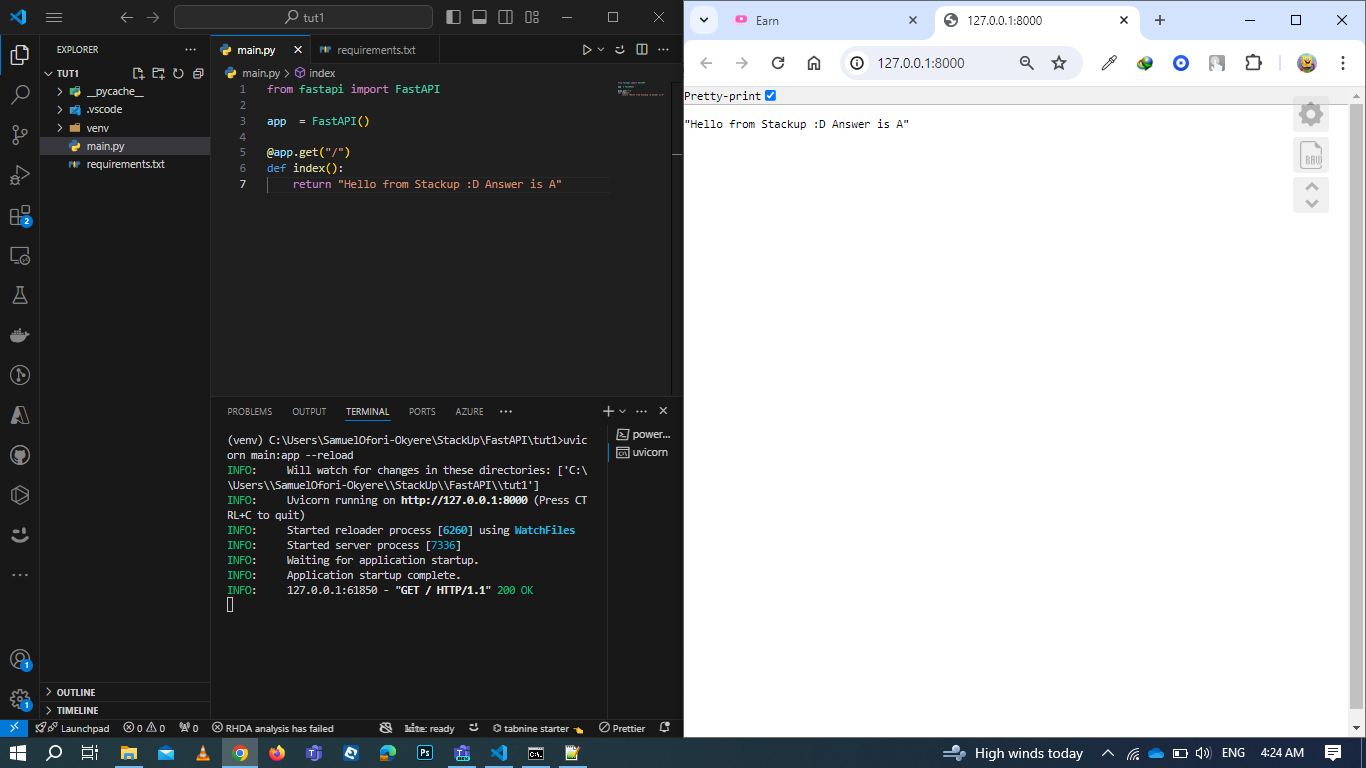 tut1
EXPLORER
TUT1
__pycache__
.vscode
venv
main.py
requirements.txt
OUTLINE
TIMELINE
main.py
requirements.txt
main.py > index
1 from fastapi import FastAPI
2
3 app  = FastAPI()
4
5 @app.get("/")
6 def index():
7     return "Hello from Stackup :D Answer is A"
PROBLEMS OUTPUT TERMINAL PORTS AZURE
power...
uvicorn
(venv) C:\Users\SamuelOfori-Okyere\StackUp\FastAPI\tut1>uvic
orn main:app --reload
INFO:     Will watch for changes in these directories: ['C:\
\Users\\SamuelOfori-Okyere\\StackUp\\FastAPI\\tut1']
INFO:     Uvicorn running on http://127.0.0.1:8000 (Press CT
RL+C to quit)
INFO:     Started reloader process [6260] using WatchFiles
INFO:     Started server process [7336]
INFO:     Waiting for application startup.
INFO:     Application startup complete.
INFO:     127.0.0.1:61850 - "GET / HTTP/1.1" 200 OK
2
1
1
Launchpad 0 0 0 RHDA analysis has failed kite: ready tabnine starter Prettier
Earn
127.0.0.1:8000
127.0.0.1:8000
Pretty-print
"Hello from Stackup :D Answer is A"
RAW
High winds today ENG 4:24 AM